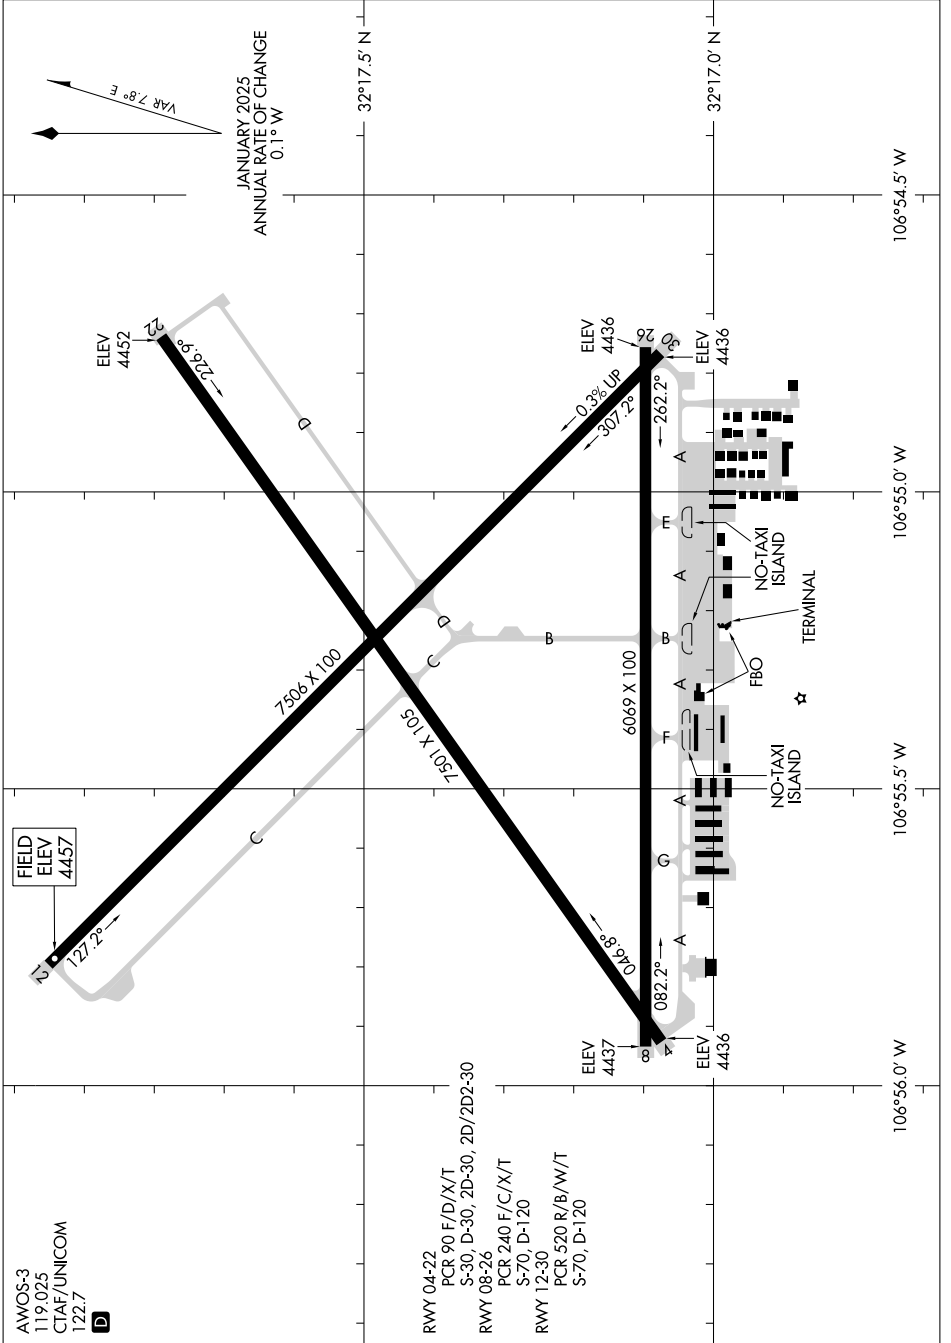 VAR 7.8° E
JANUARY 2025
ANNUAL RATE OF CHANGE
0.1° W
32°17.5' N
32°17.0' N
106°54.5' W
106°55.0' W
106°55.5' W
106°56.0' W
ELEV
4452
22
226.9°
D
ELEV
4436
26
30
ELEV
4436
0.3% UP
307.2°
262.2°
A
E
A
NO-TAXI
ISLAND
D
C
B
B
TERMINAL
FBO
A
7506 X 100
7501 X 105
6069 X 100
F
NO-TAXI
ISLAND
A
C
G
A
FIELD
ELEV
4457
12
127.2°
046.8°
082.2°
ELEV
4437
8
4
ELEV
4436
AWOS-3
119.025
CTAF/UNICOM
122.7
D
RWY 04-22
PCR 90 F/D/X/T
S-30, D-30, 2D-30, 2D/2D2-30
RWY 08-26
PCR 240 F/C/X/T
S-70, D-120
RWY 12-30
PCR 520 R/B/W/T
S-70, D-120